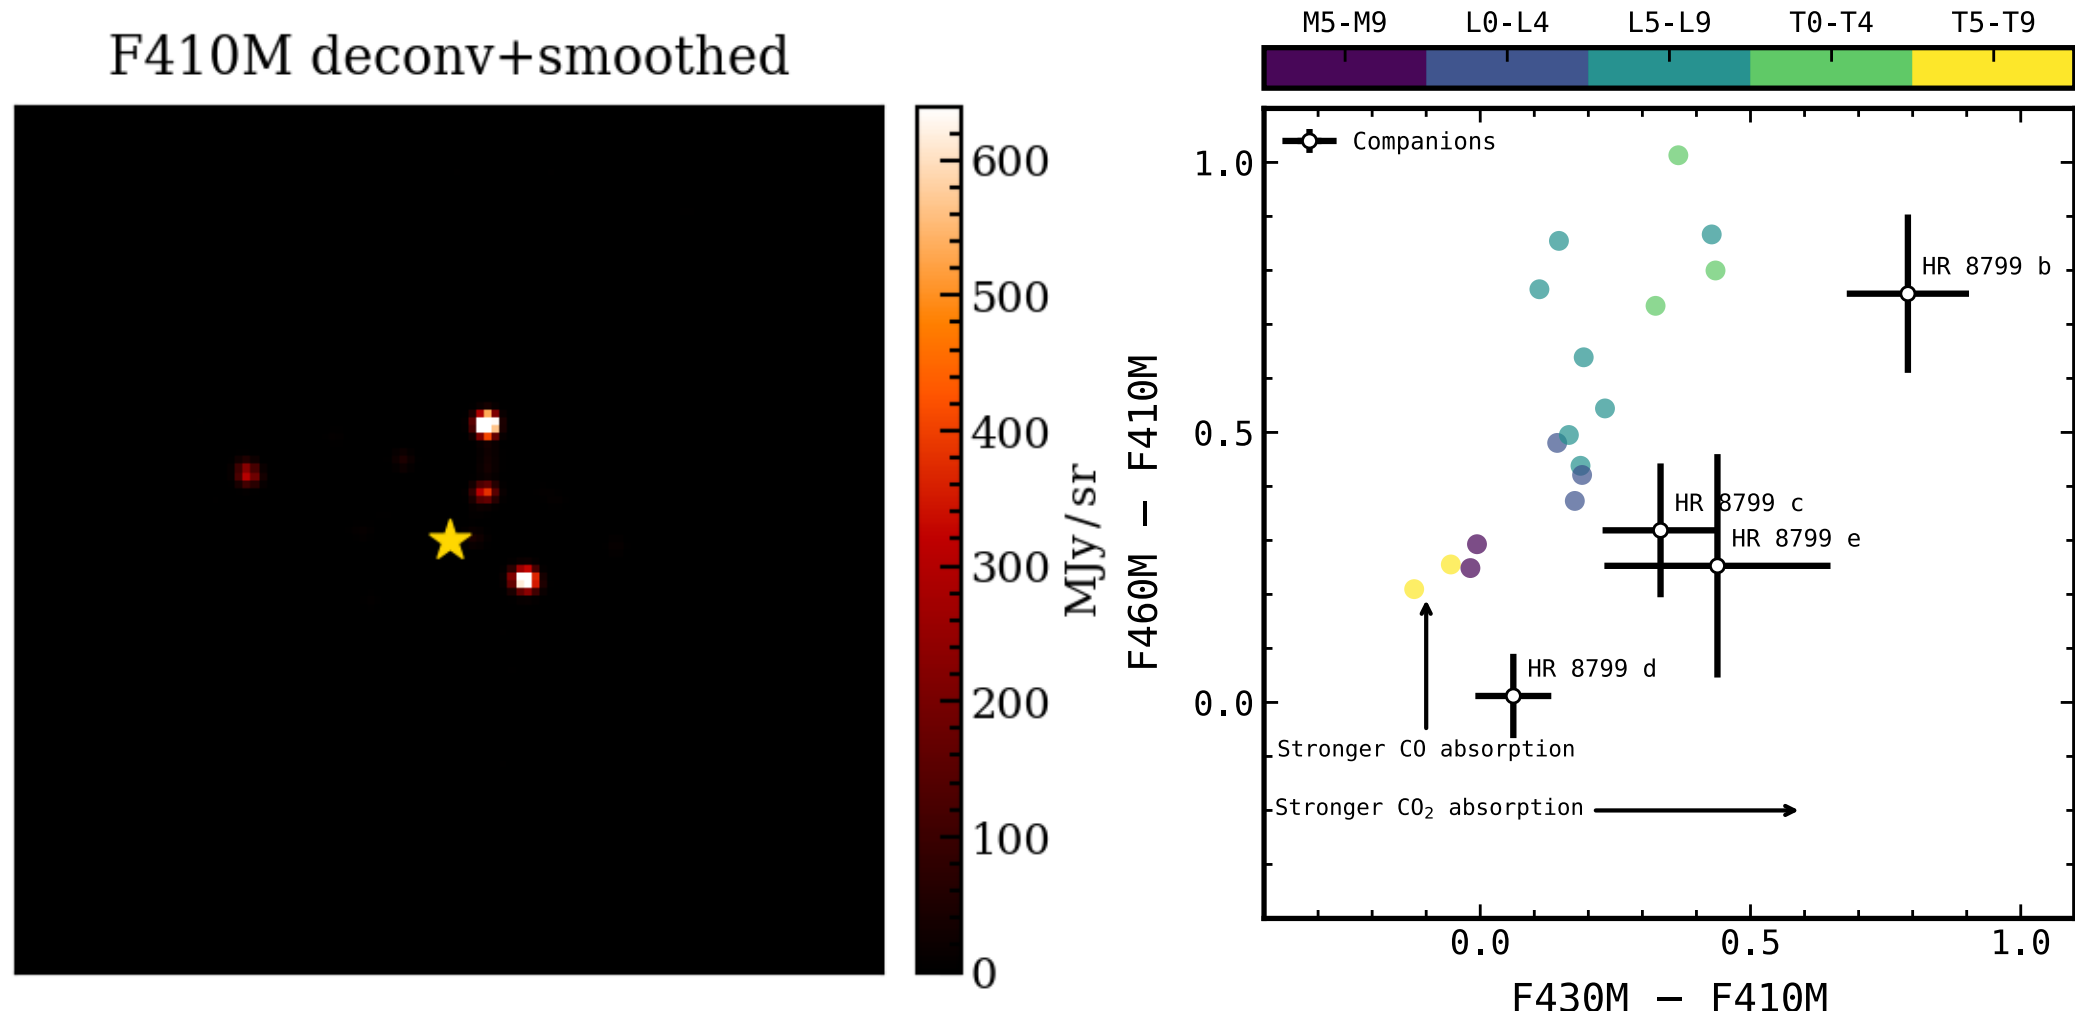 F410M deconv+smoothed
600
500
400
300
200
100
0
MJy/sr
M5-M9 L0-L4 L5-L9 T0-T4 T5-T9
Companions
HR 8799 b
HR 8799 c
HR 8799 e
HR 8799 d
Stronger CO absorption
Stronger CO₂ absorption
1.0
0.5
0.0
F460M − F410M
0.0 0.5 1.0
F430M − F410M